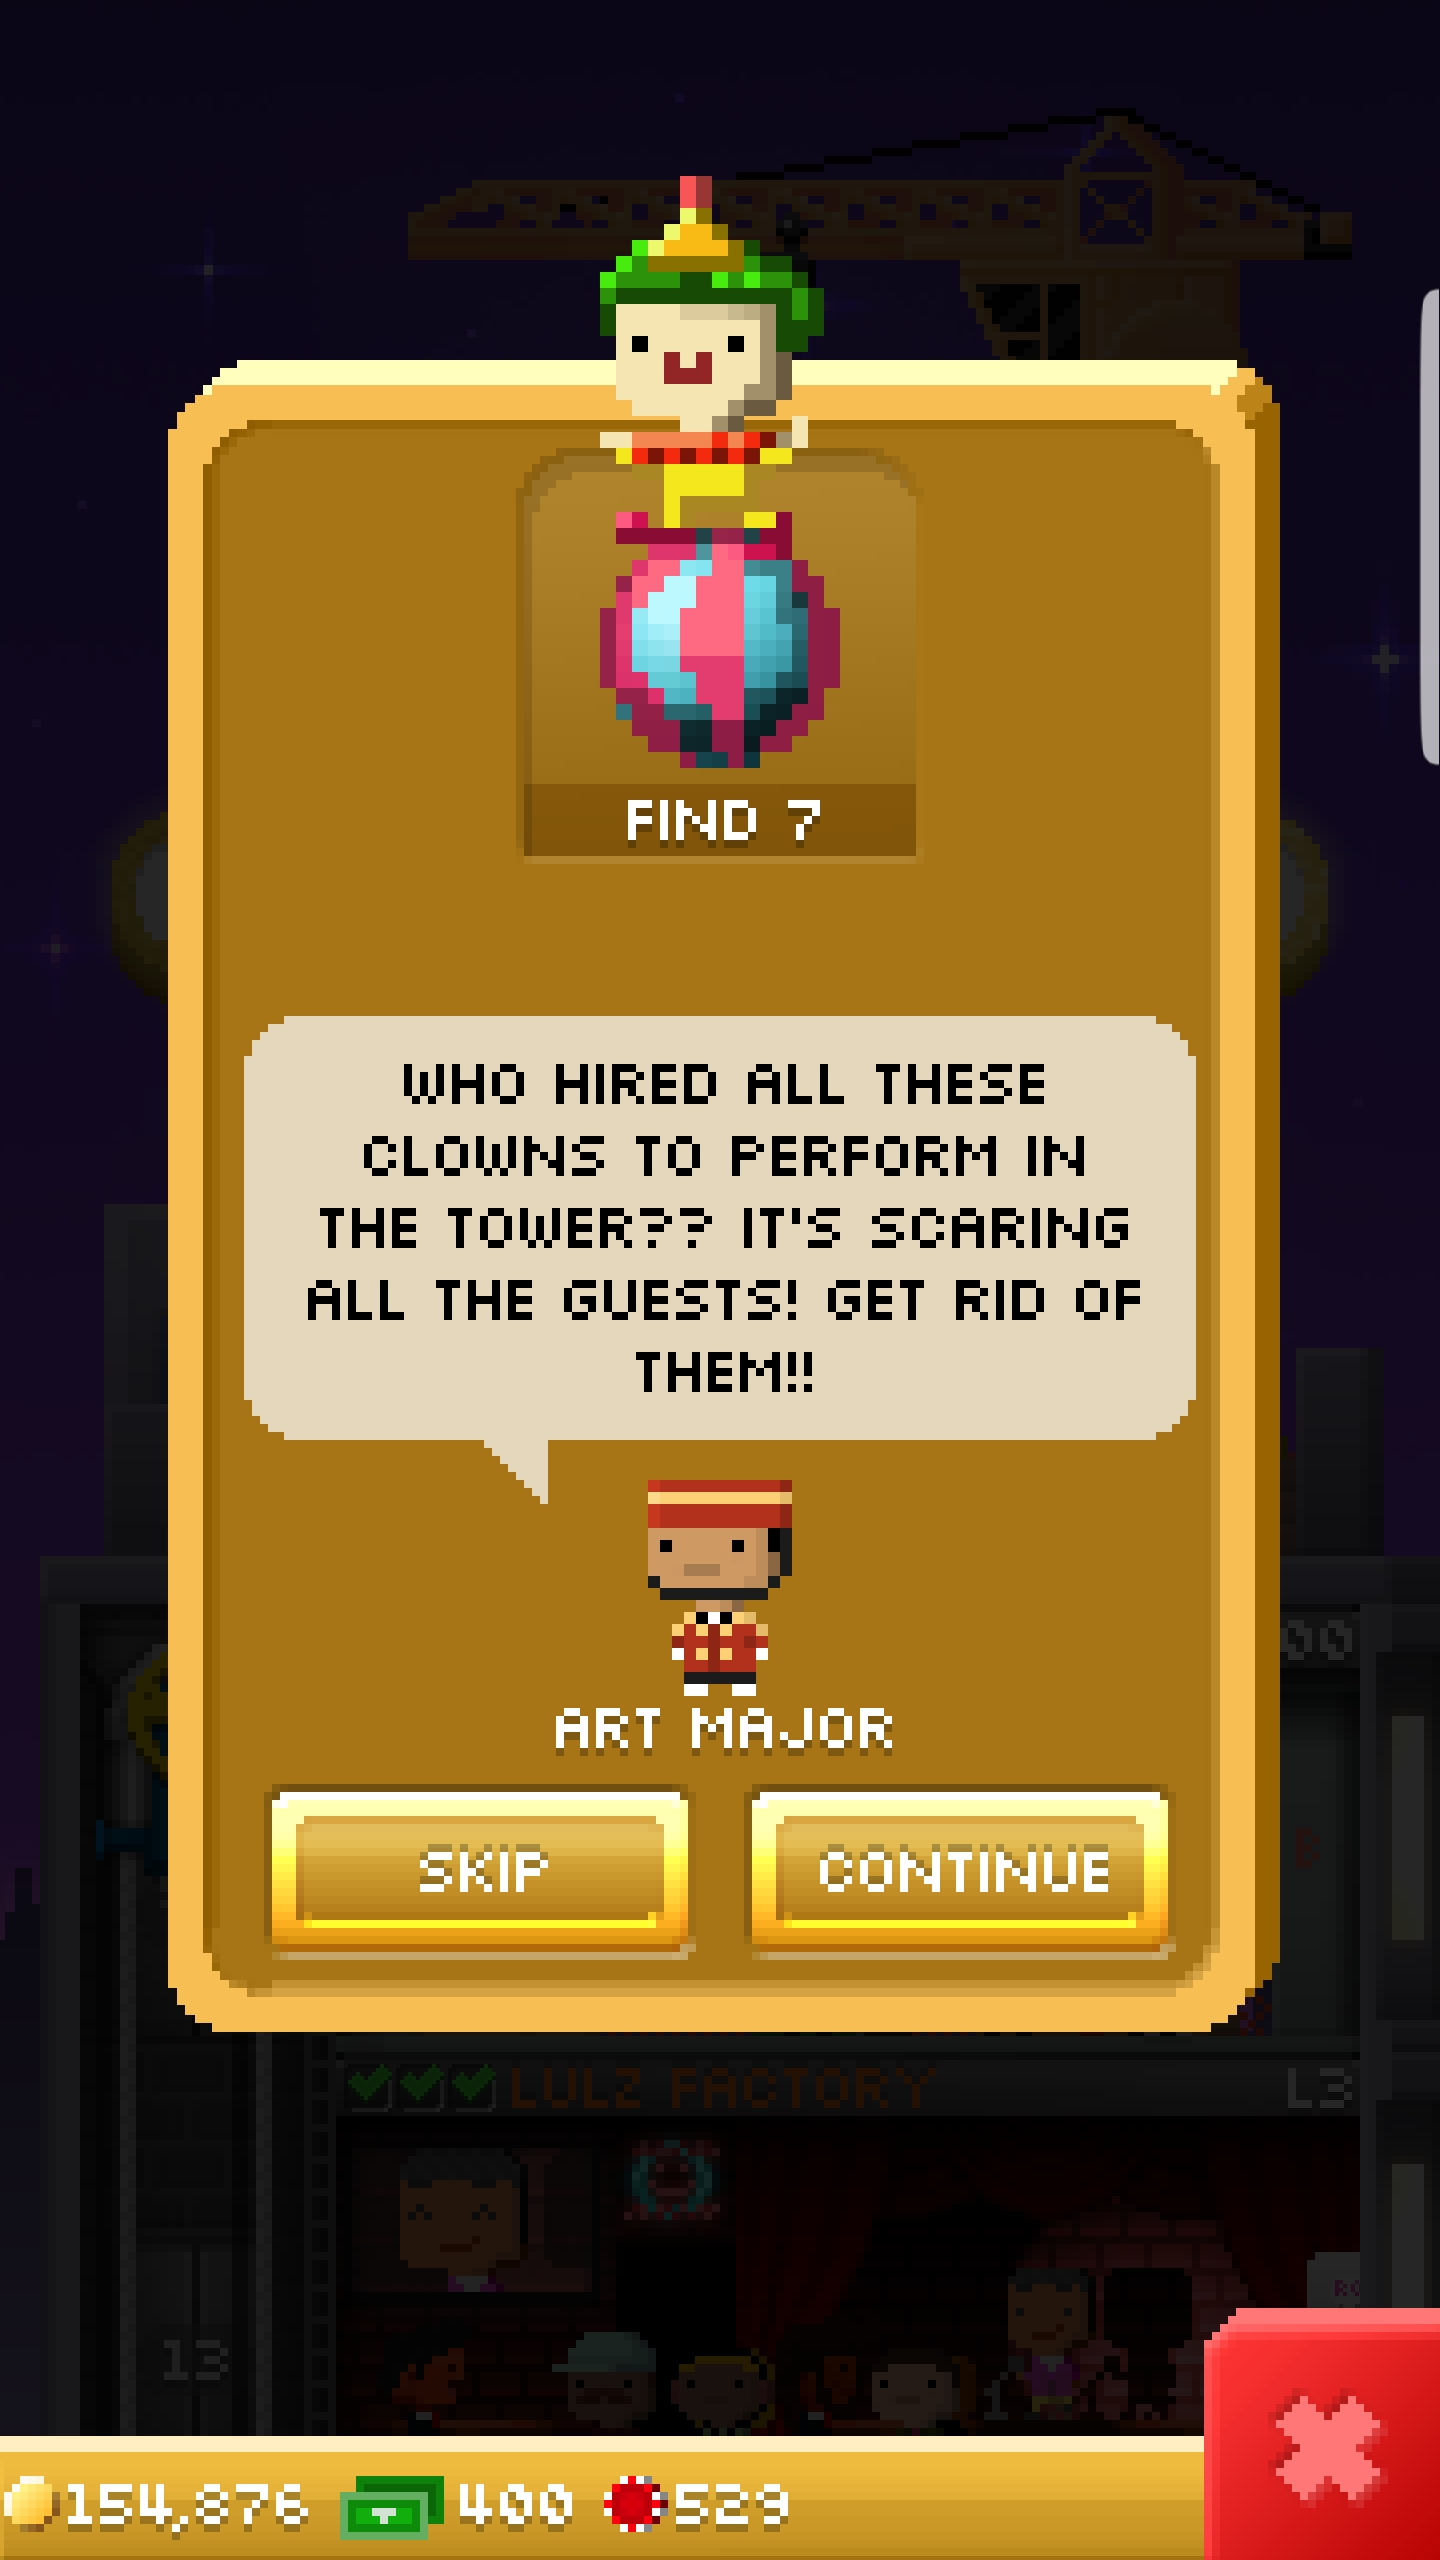 FIND 7
WHO HIRED ALL THESE
CLOWNS TO PERFORM IN
THE TOWER?? IT'S SCARING
ALL THE GUESTS! GET RID OF
THEM!!
00
ART MAJOR
B
SKIP CONTINUE
LULZ FACTORY L3
13
154,876 400 529